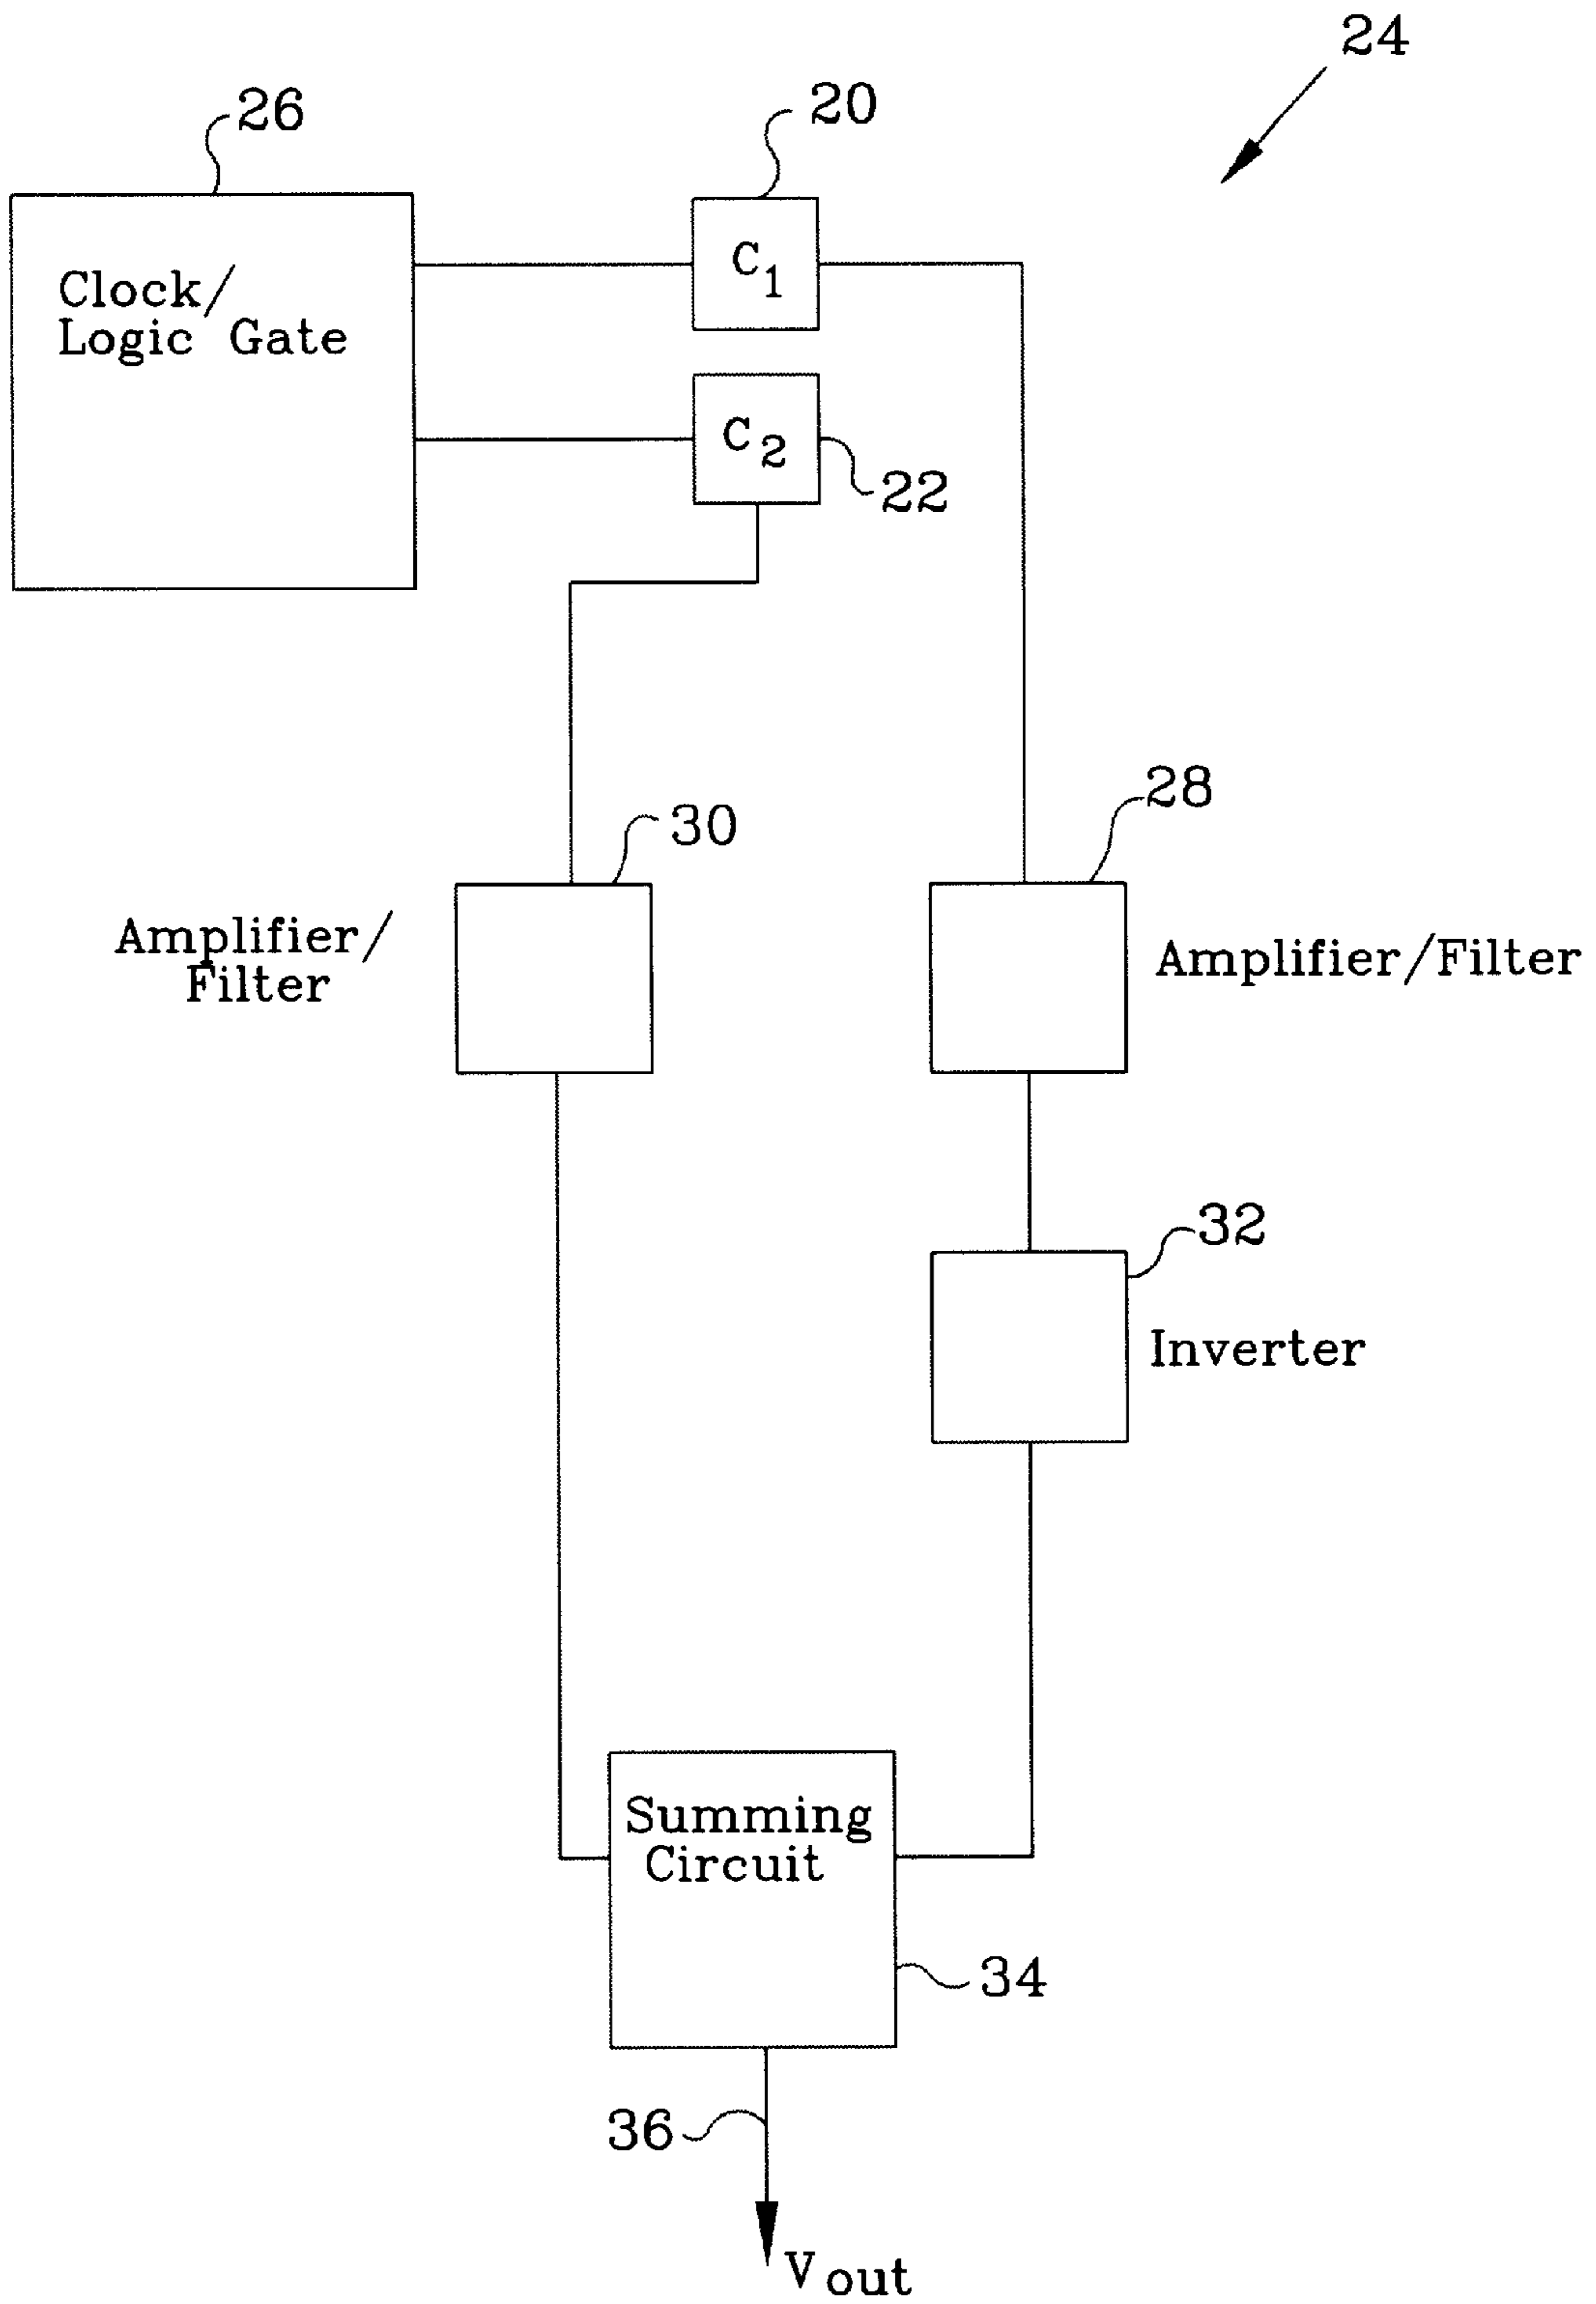 24
26
20
Clock/
Logic Gate
C1
C2
22
28
30
Amplifier/
Filter
Amplifier/Filter
32
Inverter
Summing
Circuit
34
36
Vout